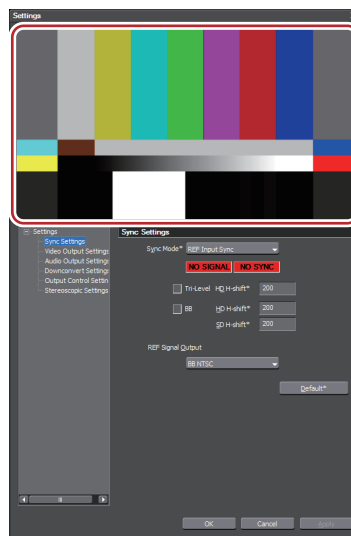 Settings
Settings
Sync Settings
Sync Settings
Video Output Settings
Audio Output Settings
Downconvert Settings
Output Control Settin
Stereoscopic Settings
Sync Mode* REF Input Sync
NO SIGNAL NO SYNC
Tri-Level HD H-shift* 200
BB HD H-shift* 200
SD H-shift* 200
REF Signal Output
BB NTSC
Default*
OK Cancel Apply